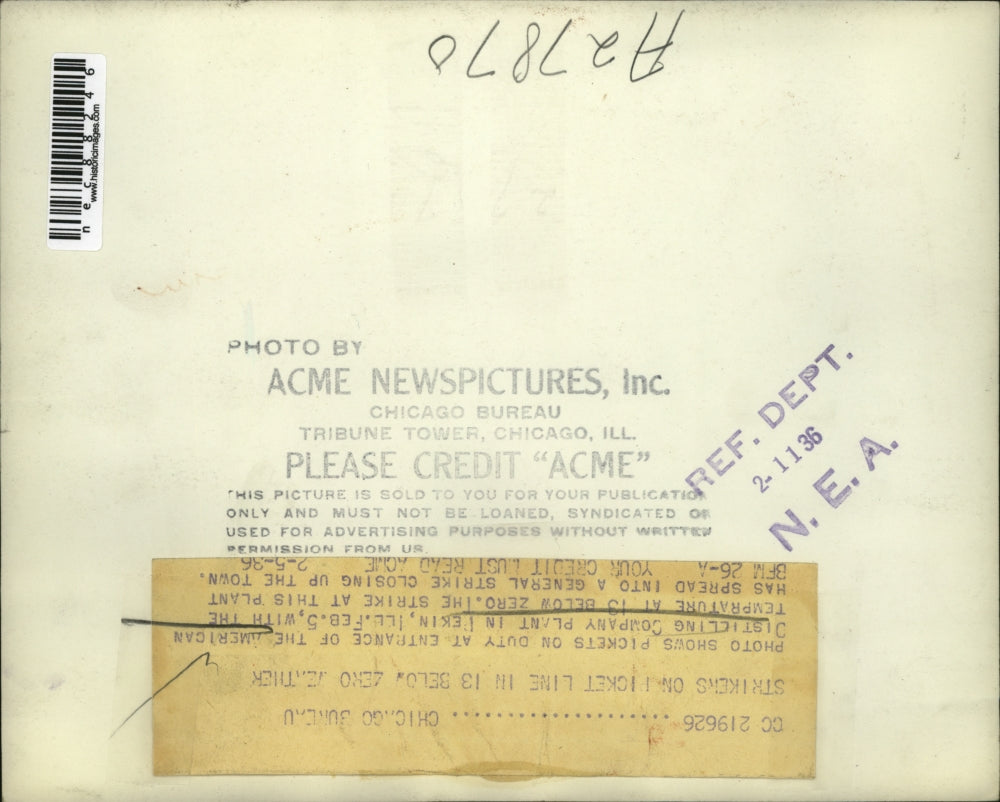 A27870
nec88246
www.historicimages.com
PHOTO BY
ACME NEWSPICTURES, Inc.
CHICAGO BUREAU
TRIBUNE TOWER, CHICAGO, ILL.
PLEASE CREDIT "ACME"
THIS PICTURE IS SOLD TO YOU FOR YOUR PUBLICATION
ONLY AND MUST NOT BE LOANED, SYNDICATED OR
USED FOR ADVERTISING PURPOSES WITHOUT WRITTEN
PERMISSION FROM US.
REF. DEPT.
2-11 36
N. E. A.
CC 219626 ...................... CHICAGO BUREAU
STRIKERS ON PICKET LINE IN 13 BELOW ZERO WEATHER
PHOTO SHOWS PICKETS ON DUTY AT ENTRANCE OF THE AMERICAN
DISTILLING COMPANY PLANT IN PEKIN, ILL. FEB.5, WITH THE
TEMPRATURE AT 13 BELOW ZERO. THE STRIKE AT THIS PLANT
HAS SPREAD INTO A GENERAL STRIKE CLOSING UP THE TOWN.
BFM 26-A YOUR CREDIT LUST READ ACME 2-5-36